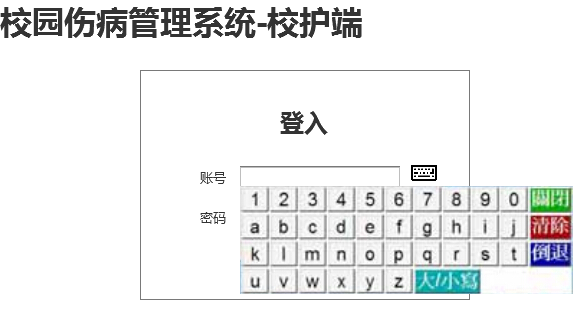 校园伤病管理系统-校护端
登入
账号
1 2 3 4 5 6 7 8 9 0 關閉
a b c d e f g h i j 清除
密码
k l m n o p q r s t 倒退
u v w x y z 大/小寫